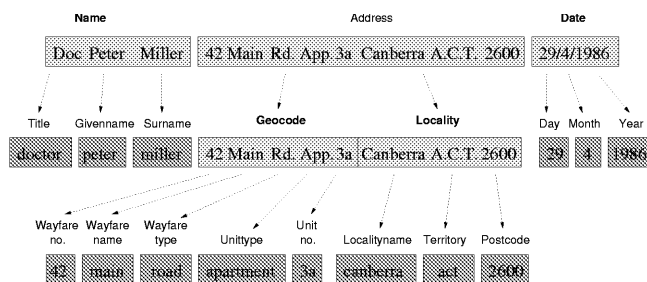 Name Address Date
Doc Peter Miller 42 Main Rd. App. 3a Canberra A.C.T. 2600 29/4/1986
Title Givenname Surname Geocode Locality Day Month Year
doctor peter miller 42 Main Rd. App. 3a Canberra A.C.T. 2600 29 4 1986
Wayfare no. Wayfare name Wayfare type Unittype Unit no. Localityname Territory Postcode
42 main road apartment 3a canberra act 2600